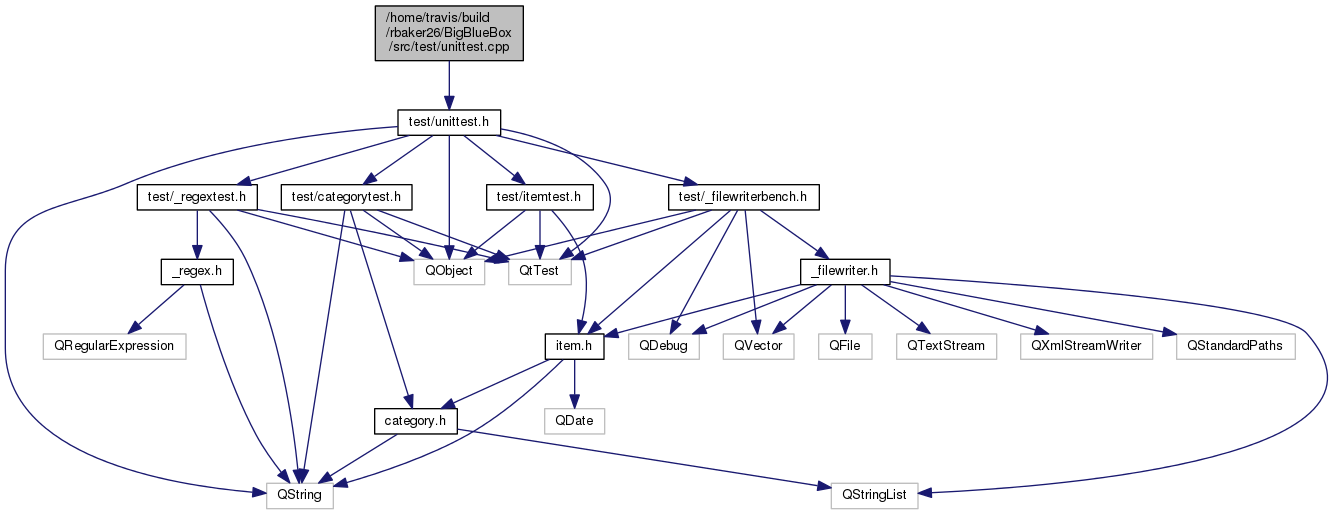 /home/travis/build
/rbaker26/BigBlueBox
/src/test/unittest.cpp
test/unittest.h
test/_regextest.h
test/categorytest.h
test/itemtest.h
test/_filewriterbench.h
_regex.h
QObject
QtTest
_filewriter.h
QRegularExpression
item.h
QDebug
QVector
QFile
QTextStream
QXmlStreamWriter
QStandardPaths
category.h
QDate
QString
QStringList